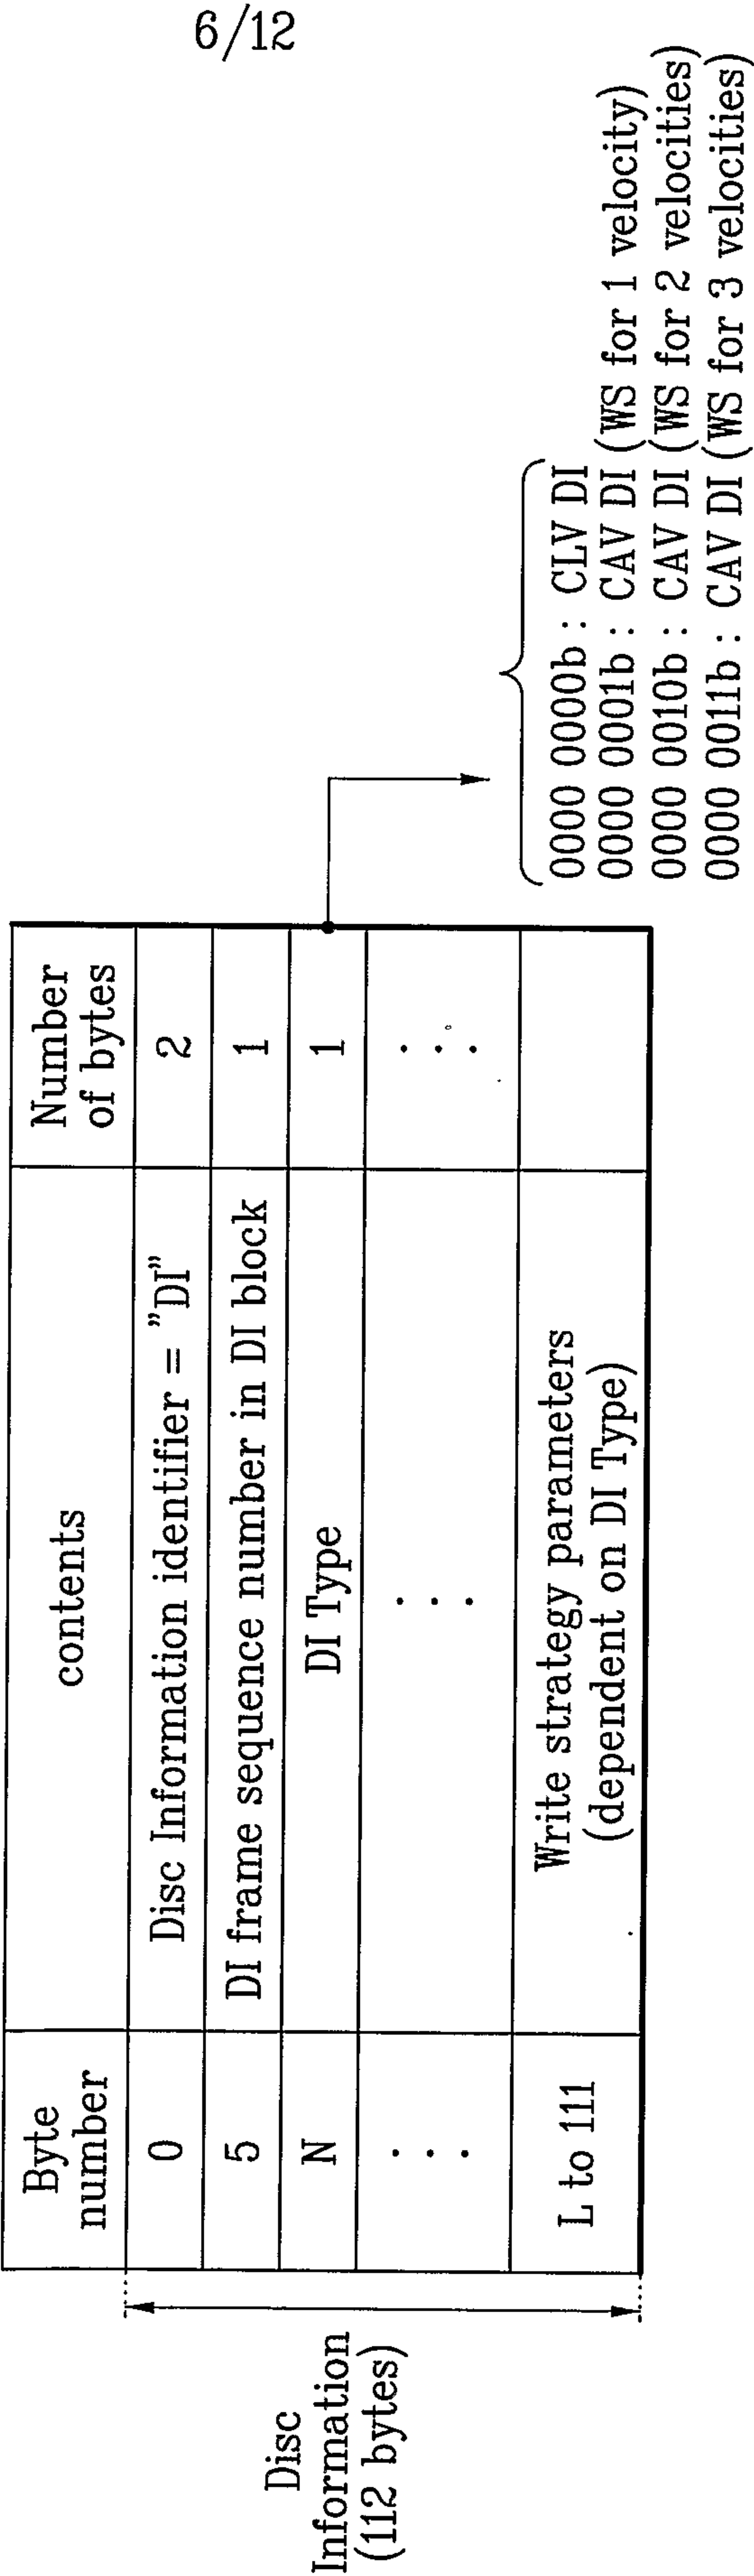 6/12
Byte
number
contents
Number
of bytes
0
Disc Information identifier = "DI"
2
5
DI frame sequence number in DI block
1
N
DI Type
1
. . .
. . .
. . .
L to 111
Write strategy parameters
(dependent on DI Type)
Disc
Information
(112 bytes)
0000 0000b : CLV DI
0000 0001b : CAV DI (WS for 1 velocity)
0000 0010b : CAV DI (WS for 2 velocities)
0000 0011b : CAV DI (WS for 3 velocities)